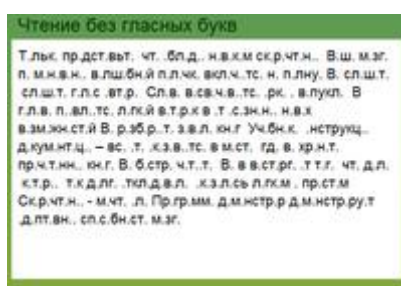 Чтение без гласных букв
Т.льк. пр.дст.вьт. чт. .бл.д.. н.в.к.м ск.р.чт.н.. В.ш. м.зг.
п. м.н.в.н.. в.лш.бн.й п.л.чк. вкл.ч..тс. н. п.лну. В. сл.ш.т.
сл.ш.т. г.л.с .вт.р. Сл.в. в.св.ч.в..тс. .рк. . в.пукл. В
г.л.в. п..вл..тс. л.гк.й в.т.р.к в .т .с.зн.н.. н.в.х
в.зм.жн.ст.й В. р.зб.р..т. з.в.л. кн.г Уч.бн.к. .нструкц..
д.кум.нт.ц.. – вс. .т. .к.з.в..тс. в м.ст. гд. в. хр.н.т.
пр.ч.т.нн.. кн.г. В. б.стр. ч.т..т. В. в в.ст.рг. .т т.г. чт. д.л.
к.т.р.. т.к д.лг. .ткл.д.в.л. .к.з.л.сь л.гк.м . пр.ст.м
Ск.р.чт.н.. - м.чт. .л. Пр.гр.мм. д.м.нстр.р д.м.нстр.ру.т
.д.пт.вн.. сп.с.бн.ст. м.зг.